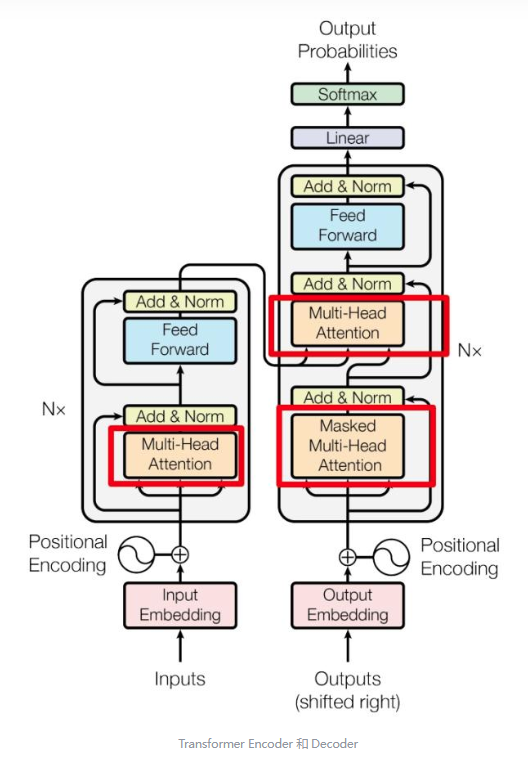 Output
Probabilities
Softmax
Linear
Add & Norm
Feed
Forward
Add & Norm
Multi-Head
Attention
Add & Norm
Masked
Multi-Head
Attention
N×
Add & Norm
Feed
Forward
Add & Norm
Multi-Head
Attention
N×
Positional
Encoding
Positional
Encoding
Input
Embedding
Output
Embedding
Inputs
Outputs
(shifted right)
Transformer Encoder 和 Decoder